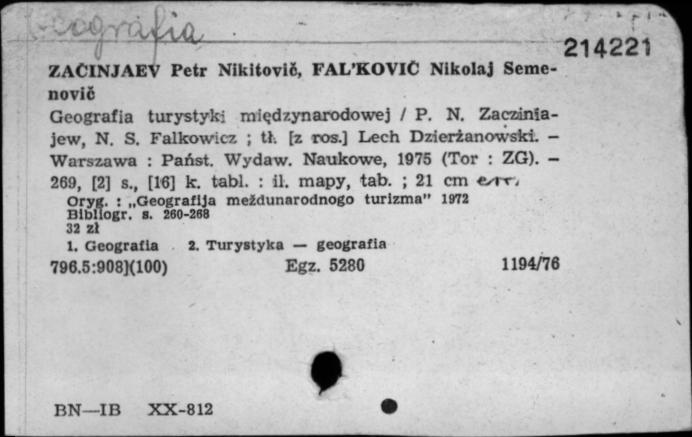 Geografia
214221
ZAČINJAEV Petr Nikitovič, FAL'KOVIČ Nikolaj Seme-
novič
Geografia turystyki międzynarodowej / P. N. Zaczinia-
jew, N. S. Falkowicz ; tł. [z ros.] Lech Dzierżanowski. —
Warszawa : Państ. Wydaw. Naukowe, 1975 (Tor : ZG). —
269, [2] s., [16] k. tabl. : il. mapy, tab. ; 21 cm
Oryg. : „Geografija meždunarodnogo turizma" 1972
Bibliogr. s. 260-268
32 zł
1. Geografia 2. Turystyka — geografia
796.5:908](100) Egz. 5280 1194/76
BN—IB XX-812